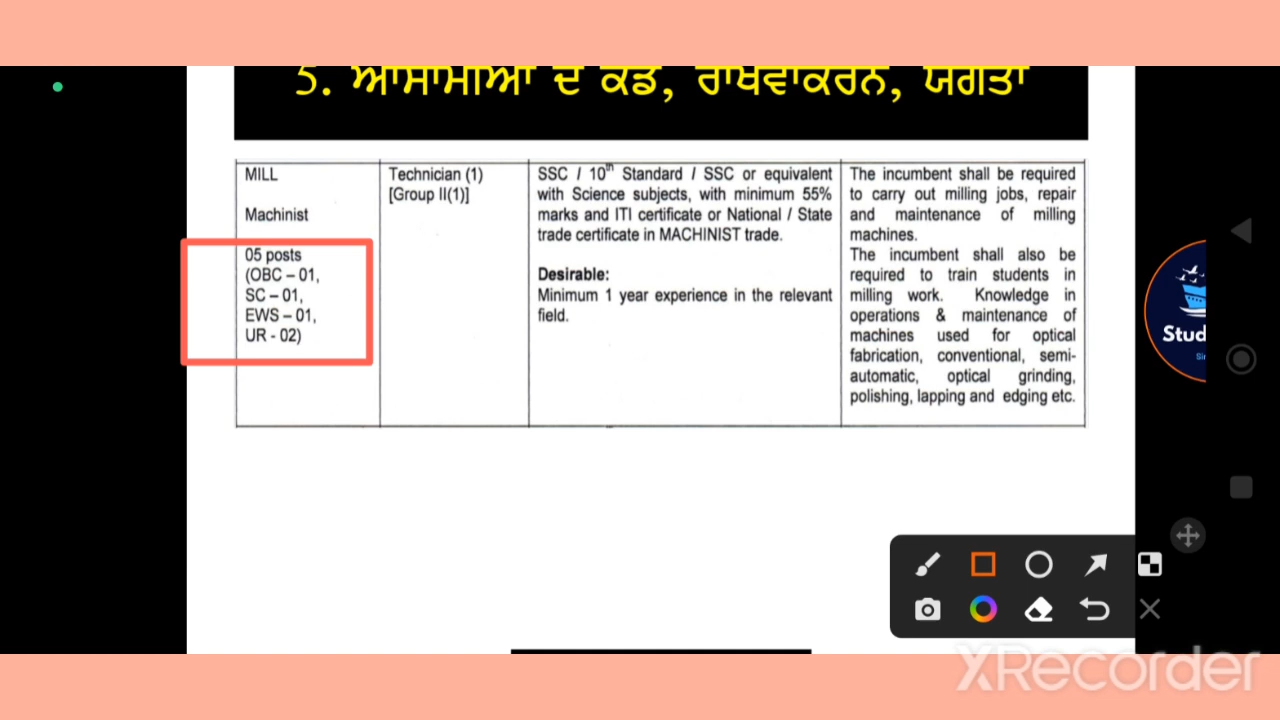 5. ਆਸਾਮੀਆਂ ਦੇ ਕੋਡ, ਰਾਖਵਾਂਕਰਨ, ਯੋਗਤਾ
MILL
Machinist
05 posts
(OBC – 01,
SC – 01,
EWS – 01,
UR - 02)
Technician (1)
[Group II(1)]
SSC / 10th Standard / SSC or equivalent
with Science subjects, with minimum 55%
marks and ITI certificate or National / State
trade certificate in MACHINIST trade.
Desirable:
Minimum 1 year experience in the relevant
field.
The incumbent shall be required
to carry out milling jobs, repair
and maintenance of milling
machines.
The incumbent shall also be
required to train students in
milling work. Knowledge in
operations & maintenance of
machines used for optical
fabrication, conventional, semi-
automatic, optical grinding,
polishing, lapping and edging etc.
Stud
Sin
XRecorder